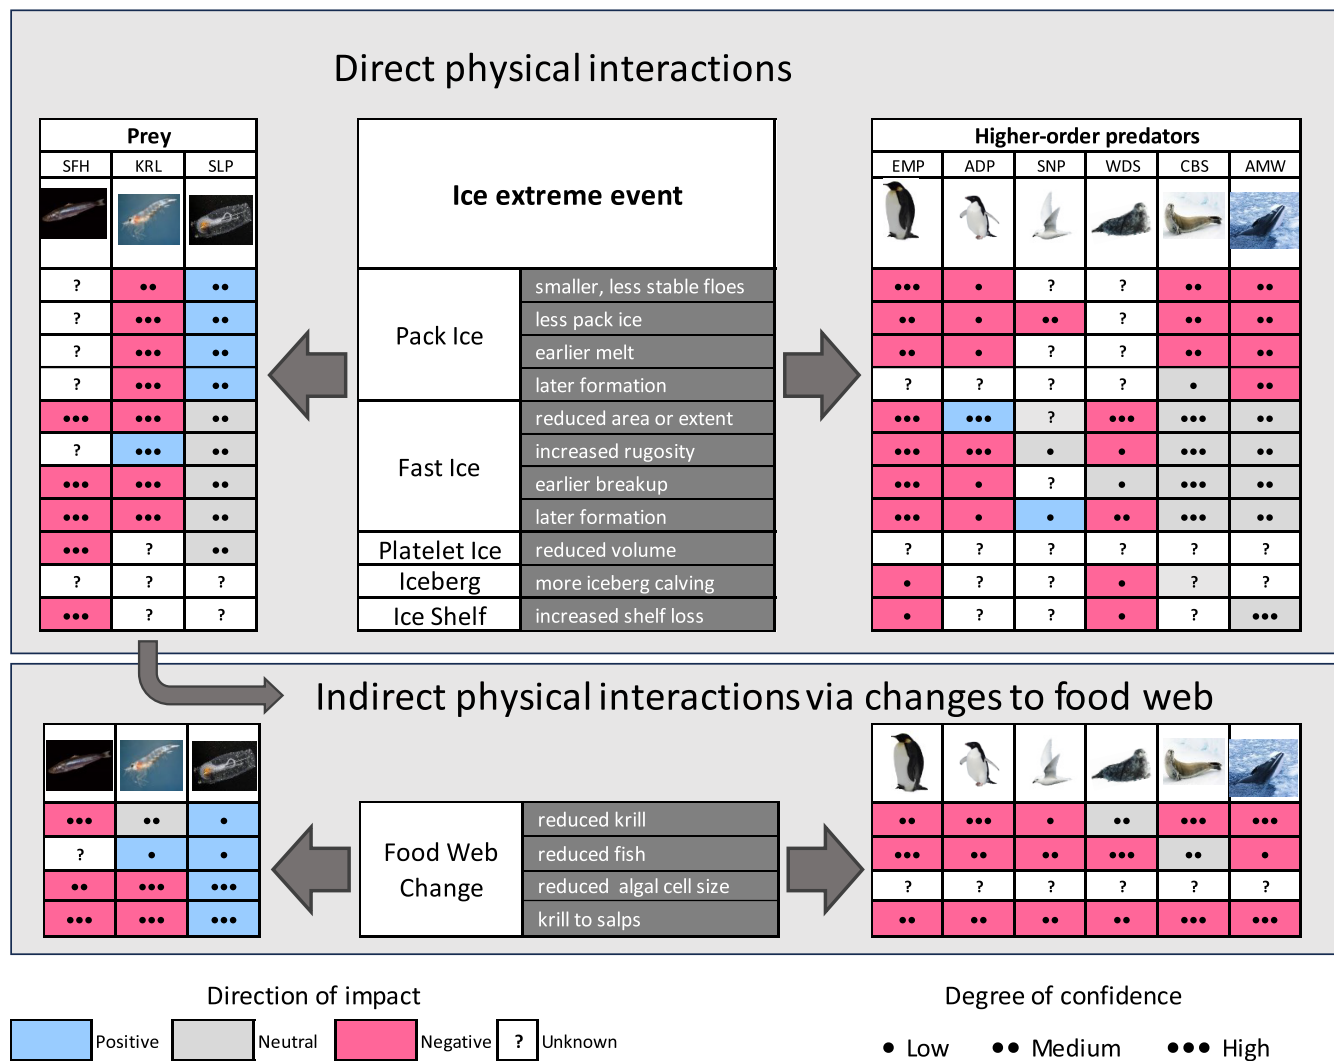 Direct physical interactions
Prey
SFH KRL SLP
Ice extreme event
Higher-order predators
EMP ADP SNP WDS CBS AMW
? •• •• Pack Ice smaller, less stable floes ••• • ? ? •• ••
? ••• •• less pack ice •• • •• ? •• ••
? ••• •• earlier melt •• • ? ? •• ••
? ••• •• later formation ? ? ? ? • ••
••• ••• •• Fast Ice reduced area or extent ••• ••• ? ••• ••• ••
? ••• •• increased rugosity ••• ••• • • ••• ••
••• ••• •• earlier breakup ••• • ? • ••• ••
••• ••• •• later formation ••• • • •• ••• ••
••• ? •• Platelet Ice reduced volume ? ? ? ? ? ?
? ? ? Iceberg more iceberg calving • ? ? • ? ?
••• ? ? Ice Shelf increased shelf loss • ? ? • ? •••
Indirect physical interactions via changes to food web
••• •• • Food Web Change reduced krill •• ••• • •• ••• •••
? • • reduced fish ••• •• •• ••• •• •
•• ••• ••• reduced algal cell size ? ? ? ? ? ?
••• ••• ••• krill to salps •• •• •• •• ••• •••
Direction of impact
Positive Neutral Negative ? Unknown
Degree of confidence
• Low •• Medium ••• High